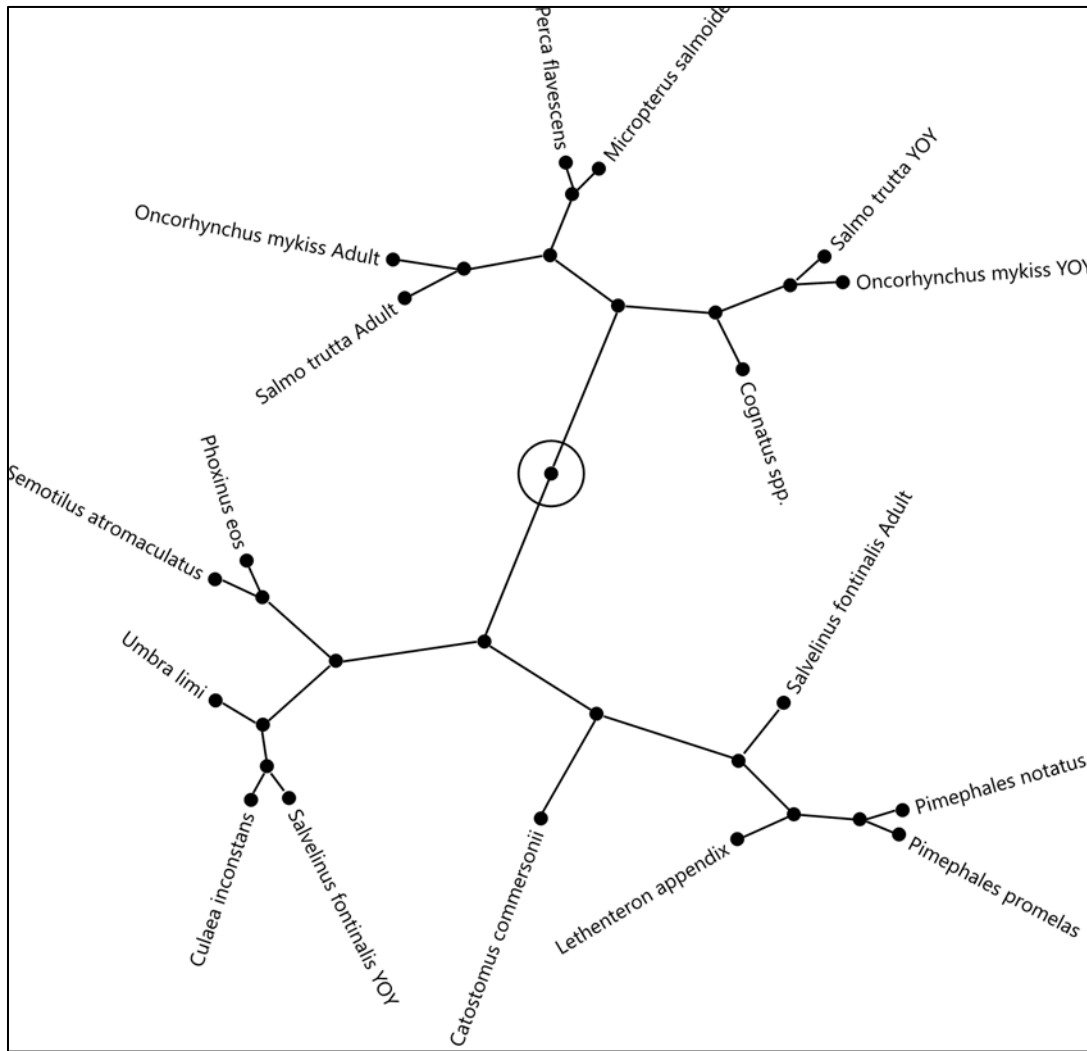 Perca flavescens
Micropterus salmoide
Salmo trutta YOY
Oncorhynchus mykiss Adult
Oncorhynchus mykiss YOY
Salmo trutta Adult
Cognatus spp.
Phoxinus eos
Semotilus atromaculatus
Salvelinus fontinalis Adult
Umbra limi
Pimephales notatus
Culaea inconstans
Salvelinus fontinalis YOY
Catostomus commersonii
Lethenteron appendix
Pimephales promelas